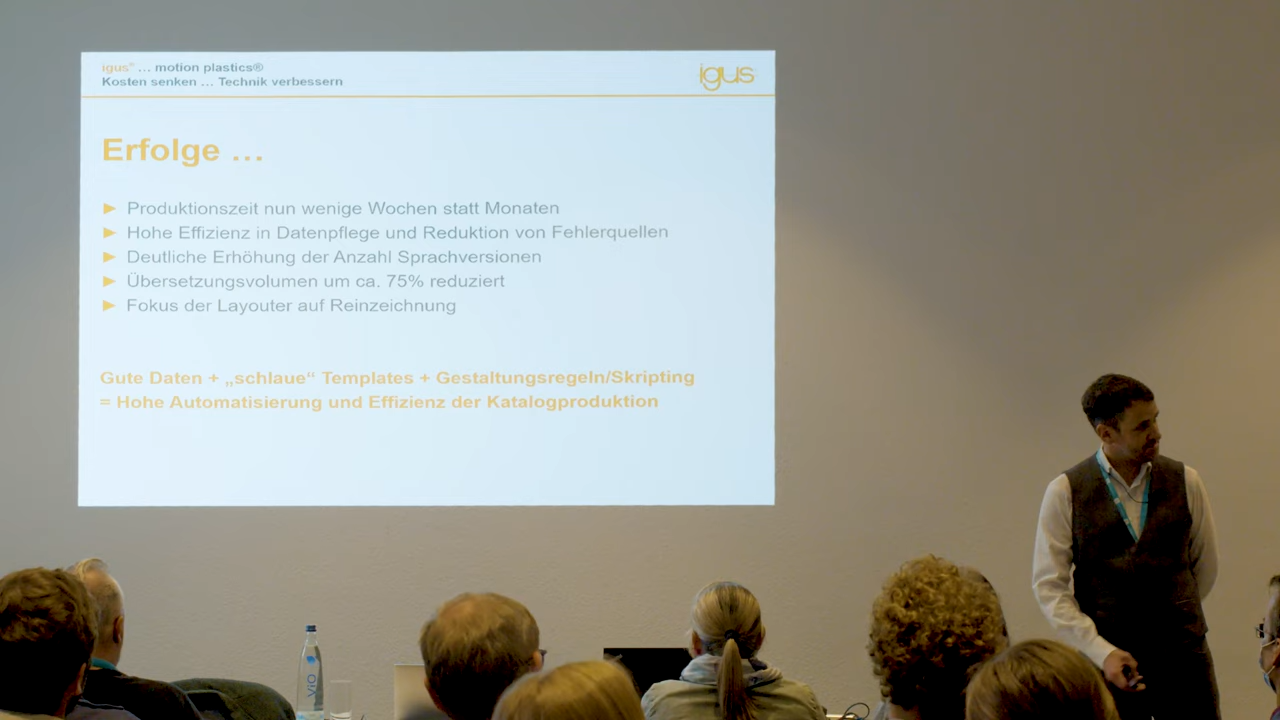 igus® ... motion plastics®
Kosten senken ... Technik verbessern
igus
Erfolge ...
► Produktionszeit nun wenige Wochen statt Monaten
► Hohe Effizienz in Datenpflege und Reduktion von Fehlerquellen
► Deutliche Erhöhung der Anzahl Sprachversionen
► Übersetzungsvolumen um ca. 75% reduziert
► Fokus der Layouter auf Reinzeichnung
Gute Daten + „schlaue“ Templates + Gestaltungsregeln/Skripting
= Hohe Automatisierung und Effizienz der Katalogproduktion
ViO